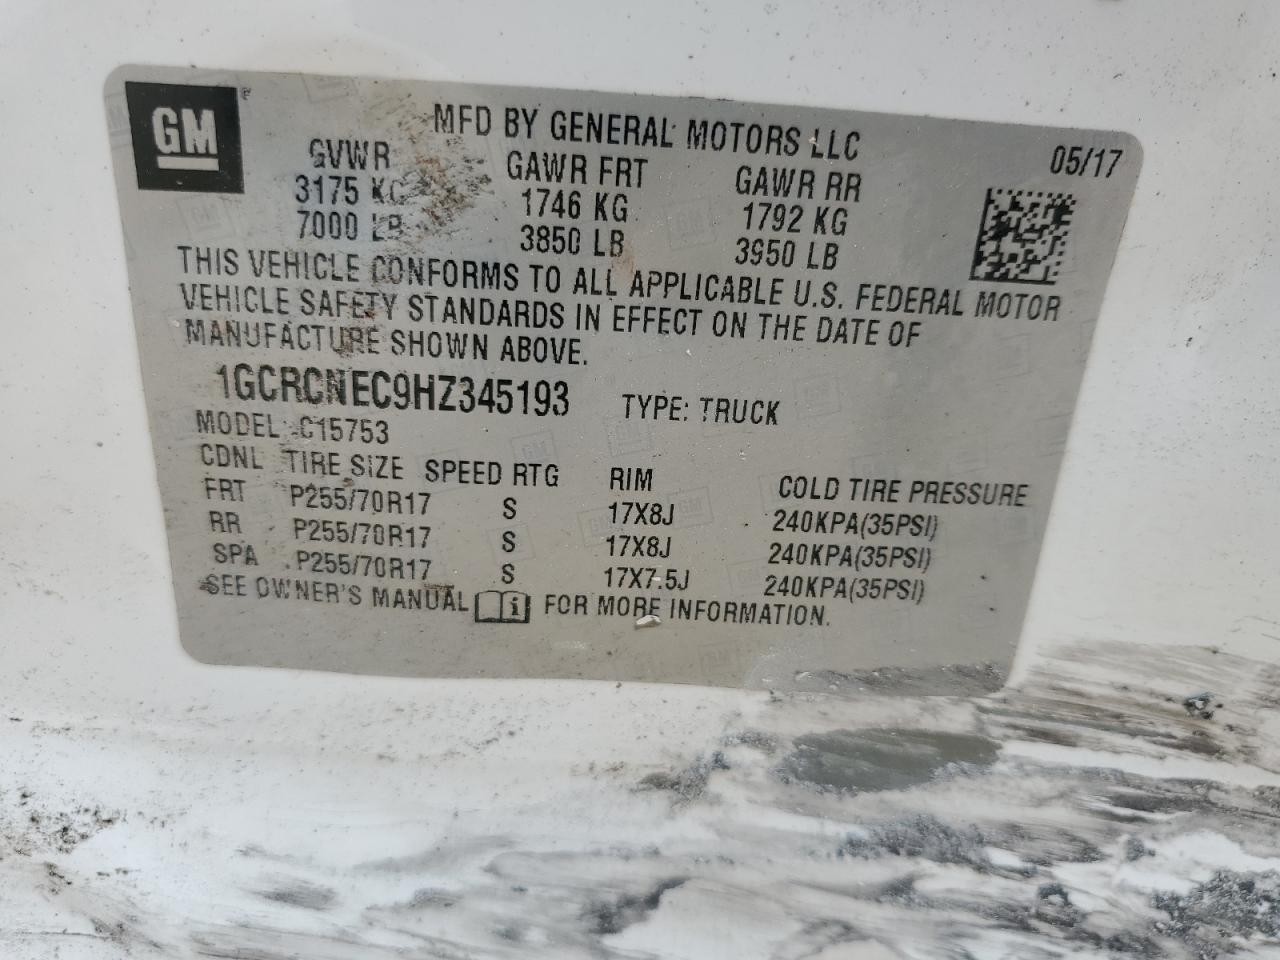 GM
MFD BY GENERAL MOTORS LLC 05/17
GVWR GAWR FRT GAWR RR
3175 KG 1746 KG 1792 KG
7000 LB 3850 LB 3950 LB
THIS VEHICLE CONFORMS TO ALL APPLICABLE U.S. FEDERAL MOTOR
VEHICLE SAFETY STANDARDS IN EFFECT ON THE DATE OF
MANUFACTURE SHOWN ABOVE.
1GCRCNEC9HZ345193 TYPE: TRUCK
MODEL: C15753
CDNL TIRE SIZE SPEED RTG RIM COLD TIRE PRESSURE
FRT P255/70R17 S 17X8J 240KPA(35PSI)
RR P255/70R17 S 17X8J 240KPA(35PSI)
SPA P255/70R17 S 17X7.5J 240KPA(35PSI)
SEE OWNER'S MANUAL FOR MORE INFORMATION.